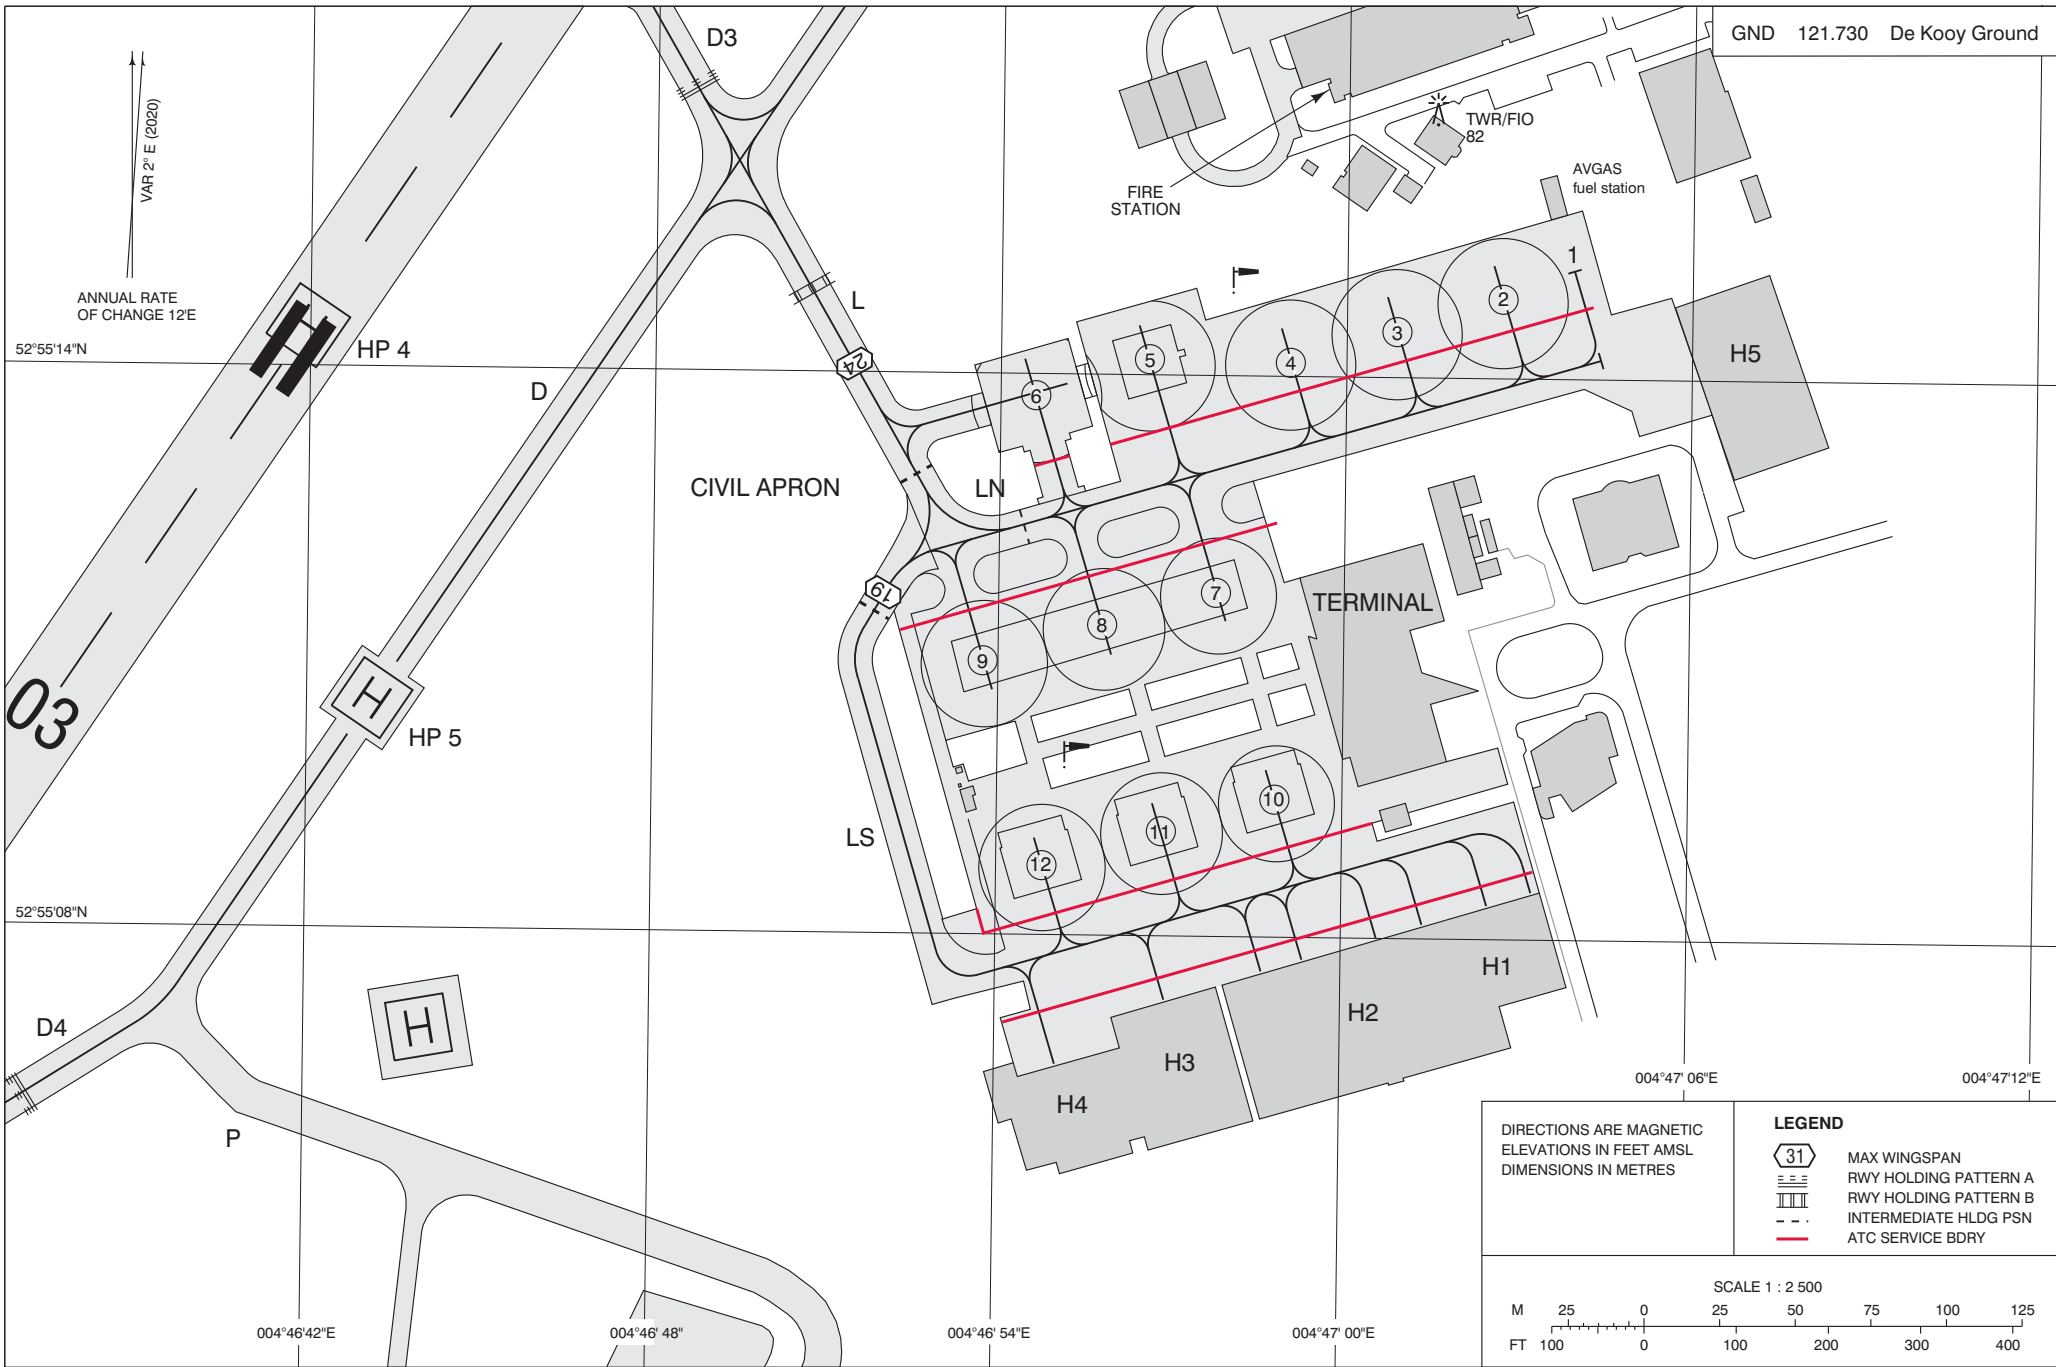 GND 121.730 De Kooy Ground
D3
VAR 2° E (2020)
ANNUAL RATE
OF CHANGE 12'E
TWR/FIO
82
AVGAS
fuel station
FIRE
STATION
1
2
3
4
5
6
L
24
HP 4
52°55'14"N
D
H5
CIVIL APRON
LN
19
7
8
9
TERMINAL
03
H
HP 5
10
11
12
LS
52°55'08"N
H1
H2
H3
H4
D4
H
P
004°47' 06"E
004°47'12"E
DIRECTIONS ARE MAGNETIC
ELEVATIONS IN FEET AMSL
DIMENSIONS IN METRES
LEGEND
31 MAX WINGSPAN
RWY HOLDING PATTERN A
RWY HOLDING PATTERN B
INTERMEDIATE HLDG PSN
ATC SERVICE BDRY
SCALE 1 : 2 500
M 25 0 25 50 75 100 125
FT 100 0 100 200 300 400
004°46'42"E
004°46' 48"
004°46' 54"E
004°47' 00"E
H